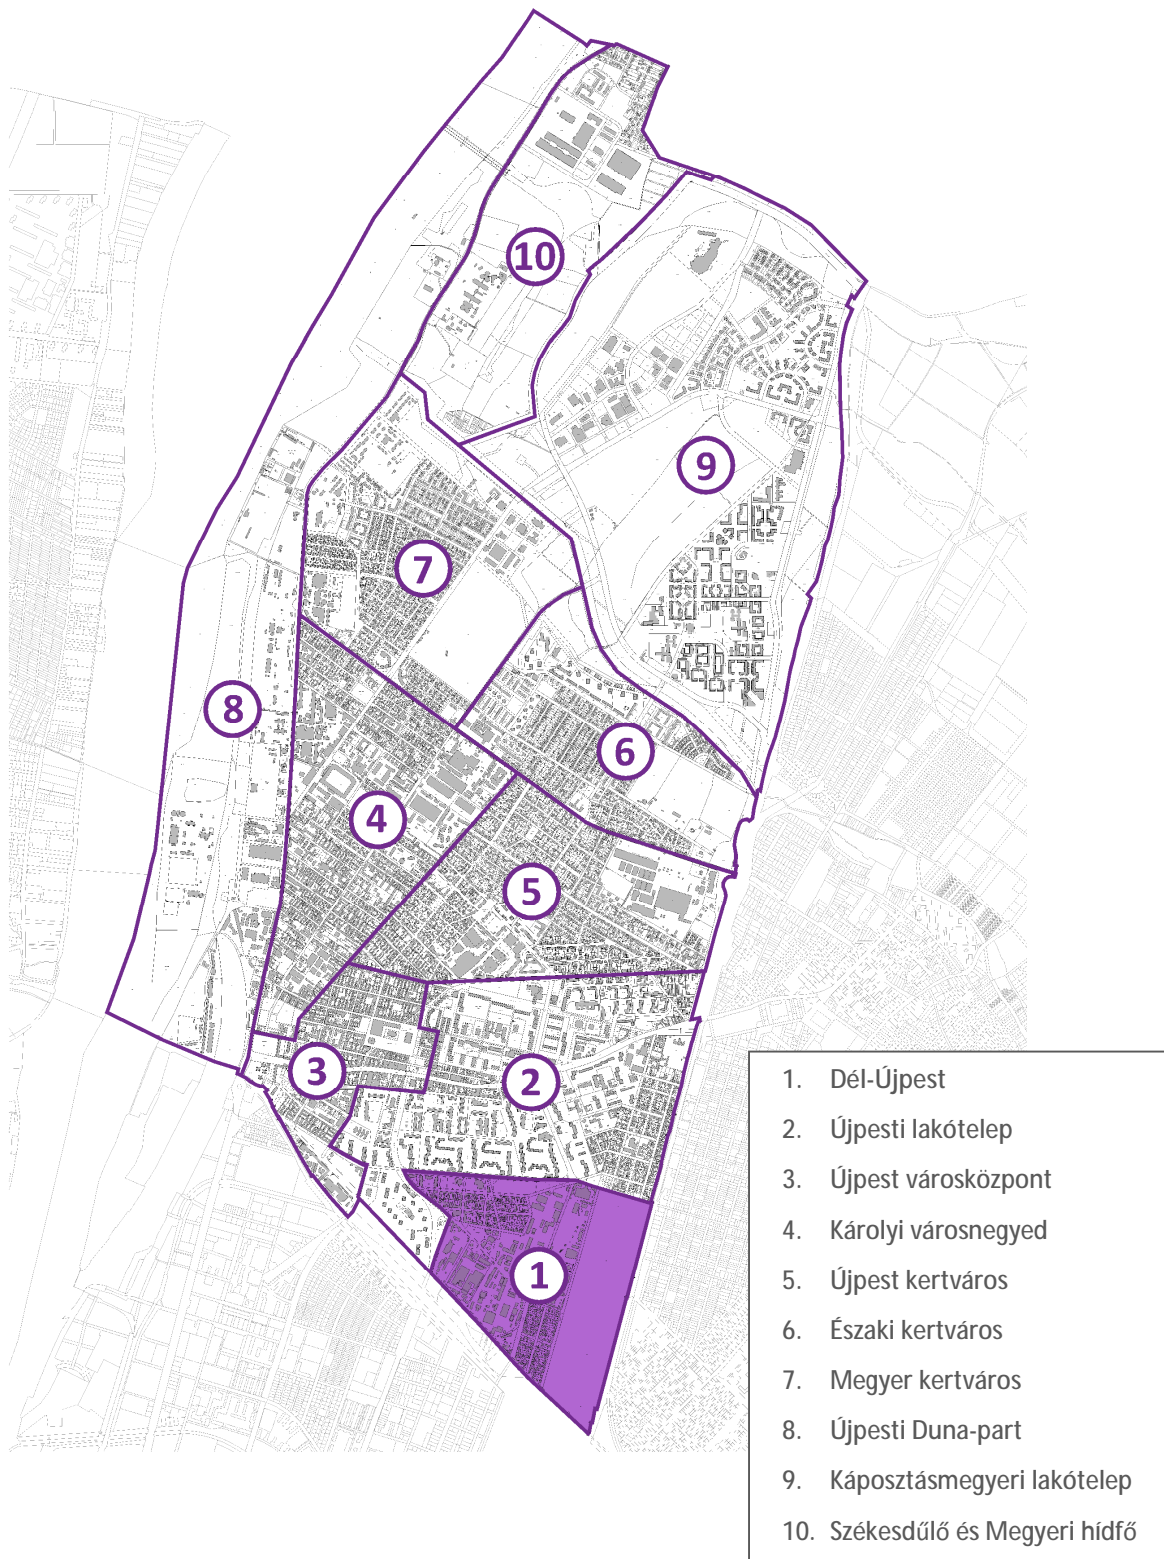 10
9
7
8
6
4
5
3
2
1
1. Dél-Újpest
2. Újpesti lakótelep
3. Újpest városközpont
4. Károlyi városnegyed
5. Újpest kertváros
6. Északi kertváros
7. Megyer kertváros
8. Újpesti Duna-part
9. Káposztásmegyeri lakótelep
10. Székesdűlő és Megyeri hídfő